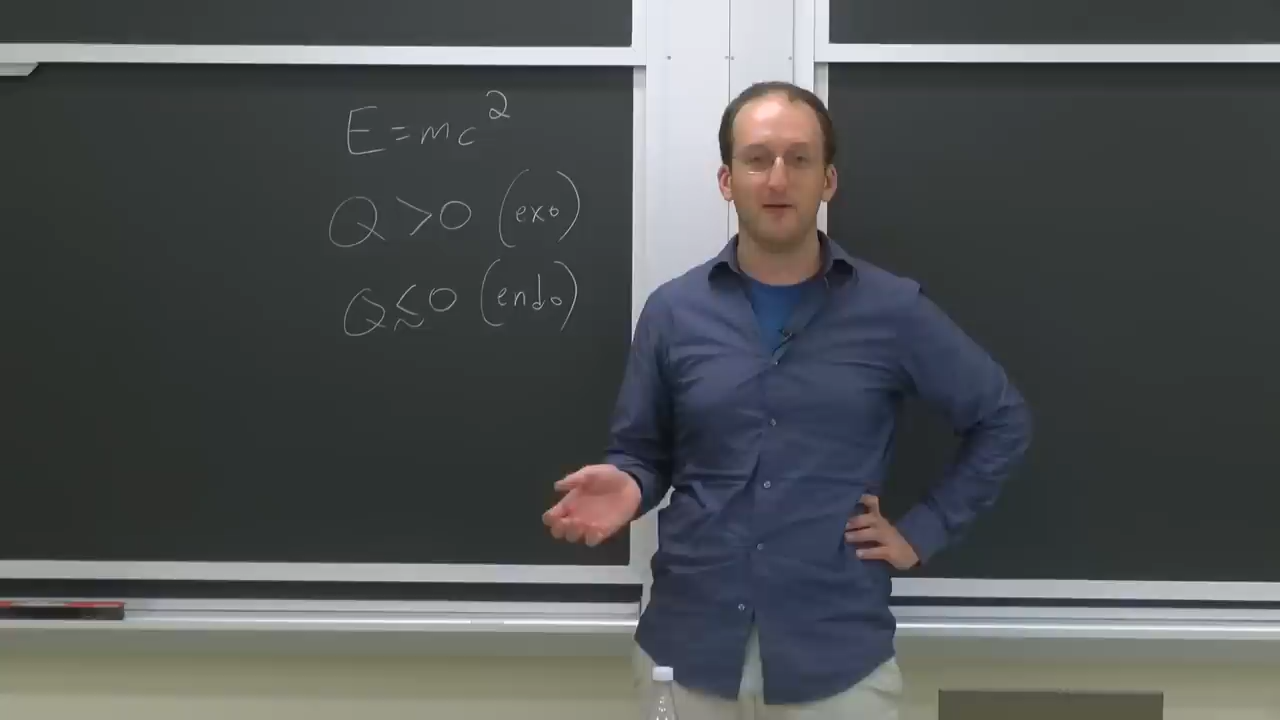 E = mc²
Q > 0 (exo)
Q ≲ 0 (endo)